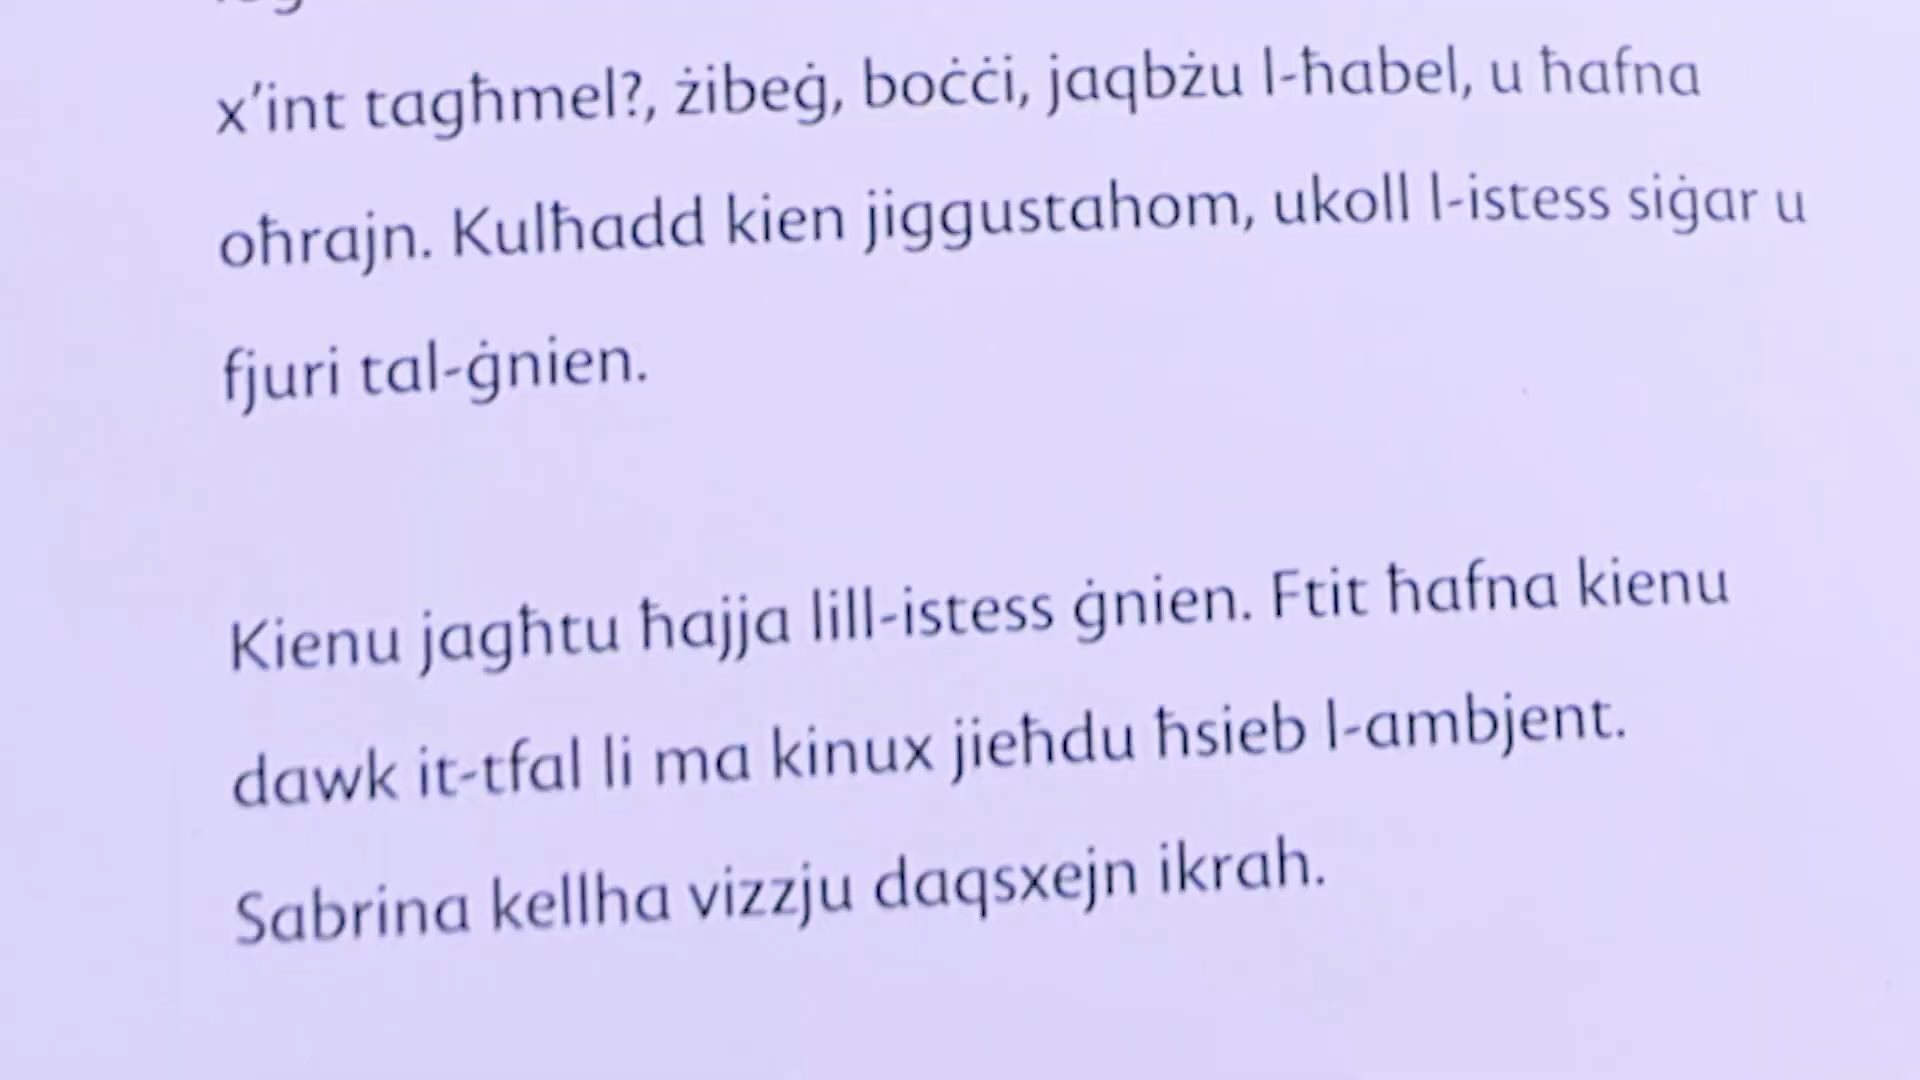 x'int tagħmel?, żibeġ, boċċi, jaqbżu l-ħabel, u ħafna
oħrajn. Kulħadd kien jiggustahom, ukoll l-istess siġar u
fjuri tal-ġnien.
Kienu jagħtu ħajja lill-istess ġnien. Ftit ħafna kienu
dawk it-tfal li ma kinux jieħdu ħsieb l-ambjent.
Sabrina kellha vizzju daqsxejn ikrah.